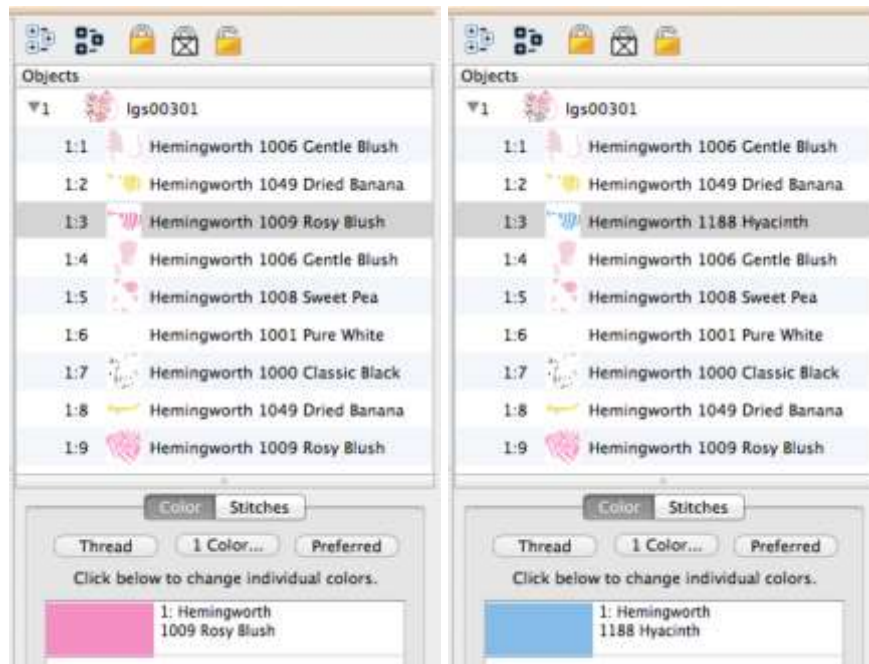 Objects
1 lgs00301
1:1 Hemingworth 1006 Gentle Blush
1:2 Hemingworth 1049 Dried Banana
1:3 Hemingworth 1009 Rosy Blush
1:4 Hemingworth 1006 Gentle Blush
1:5 Hemingworth 1008 Sweet Pea
1:6 Hemingworth 1001 Pure White
1:7 Hemingworth 1000 Classic Black
1:8 Hemingworth 1049 Dried Banana
1:9 Hemingworth 1009 Rosy Blush
Color Stitches
Thread 1 Color... Preferred
Click below to change individual colors.
1: Hemingworth
1009 Rosy Blush
Objects
1 lgs00301
1:1 Hemingworth 1006 Gentle Blush
1:2 Hemingworth 1049 Dried Banana
1:3 Hemingworth 1188 Hyacinth
1:4 Hemingworth 1006 Gentle Blush
1:5 Hemingworth 1008 Sweet Pea
1:6 Hemingworth 1001 Pure White
1:7 Hemingworth 1000 Classic Black
1:8 Hemingworth 1049 Dried Banana
1:9 Hemingworth 1009 Rosy Blush
Color Stitches
Thread 1 Color... Preferred
Click below to change individual colors.
1: Hemingworth
1188 Hyacinth